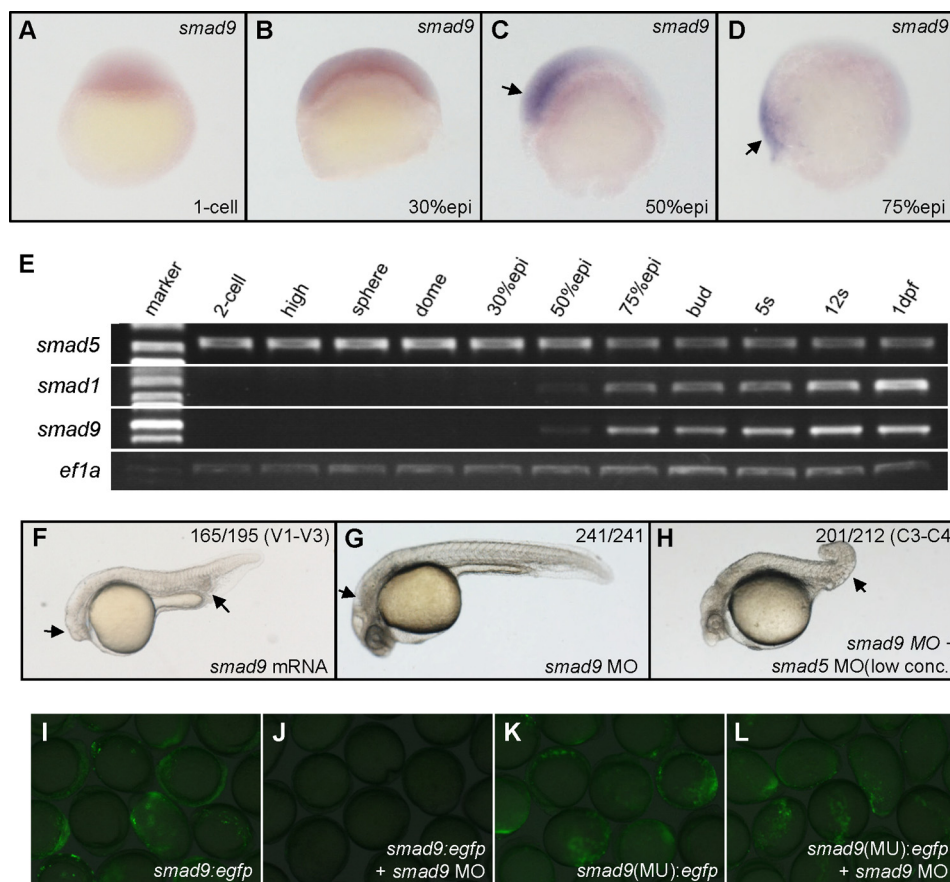 A
smad9
1-cell
B
smad9
30%epi
C
smad9
50%epi
D
smad9
75%epi
E
marker
2-cell
high
sphere
dome
30%epi
50%epi
75%epi
bud
5s
12s
1dpf
smad5
smad1
smad9
ef1a
F
165/195 (V1-V3)
smad9 mRNA
G
241/241
smad9 MO
H
201/212 (C3-C4
smad9 MO -
smad5 MO(low conc.
I
smad9:egfp
J
smad9:egfp
+ smad9 MO
K
smad9(MU):egfp
L
smad9(MU):egfp
+ smad9 MO